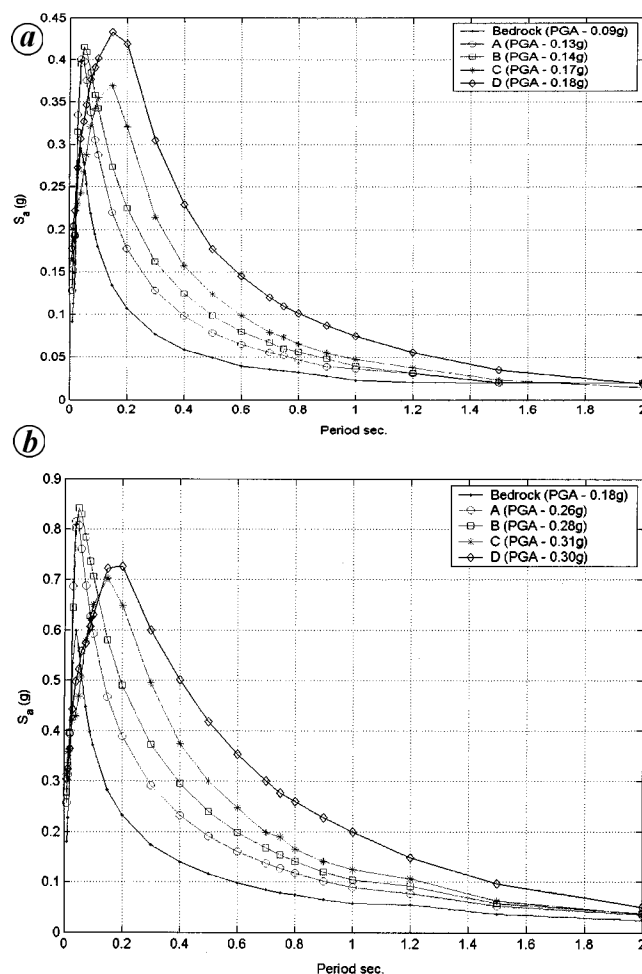 a
0.45
0.4
0.35
0.3
0.25
0.2
0.15
0.1
0.05
0
S_a (g)
Bedrock (PGA - 0.09g)
A (PGA - 0.13g)
B (PGA - 0.14g)
C (PGA - 0.17g)
D (PGA - 0.18g)
0 0.2 0.4 0.6 0.8 1 1.2 1.4 1.6 1.8 2
Period sec.
b
0.9
0.8
0.7
0.6
0.5
0.4
0.3
0.2
0.1
0
S_a (g)
Bedrock (PGA - 0.18g)
A (PGA - 0.26g)
B (PGA - 0.28g)
C (PGA - 0.31g)
D (PGA - 0.30g)
0 0.2 0.4 0.6 0.8 1 1.2 1.4 1.6 1.8 2
Period sec.